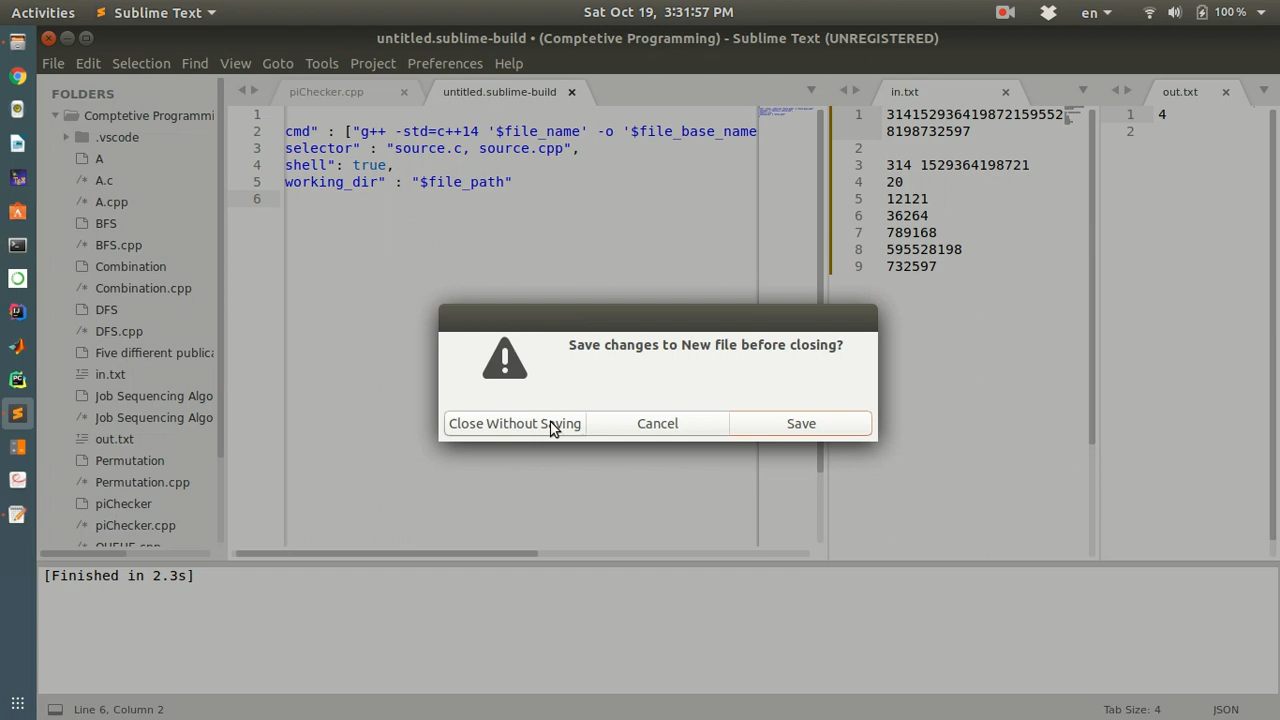 Activities
Sublime Text
Sat Oct 19, 3:31:57 PM
en
100 %
untitled.sublime-build • (Comptetive Programming) - Sublime Text (UNREGISTERED)
File Edit Selection Find View Goto Tools Project Preferences Help
FOLDERS
Comptetive Programmi
.vscode
A
A.c
A.cpp
BFS
BFS.cpp
Combination
Combination.cpp
DFS
DFS.cpp
Five diffierent publica
in.txt
Job Sequencing Algo
Job Sequencing Algo
out.txt
Permutation
Permutation.cpp
piChecker
piChecker.cpp
QUEUE.cpp
piChecker.cpp
untitled.sublime-build
1
2 cmd" : ["g++ -std=c++14 '$file_name' -o '$file_base_name
3 selector" : "source.c, source.cpp",
4 shell": true,
5 working_dir" : "$file_path"
6
in.txt
1 314152936419872159552
8198732597
2
3 314 1529364198721
4 20
5 12121
6 36264
7 789168
8 595528198
9 732597
out.txt
1 4
2
Save changes to New file before closing?
Close Without Saving
Cancel
Save
[Finished in 2.3s]
Line 6, Column 2
Tab Size: 4
JSON